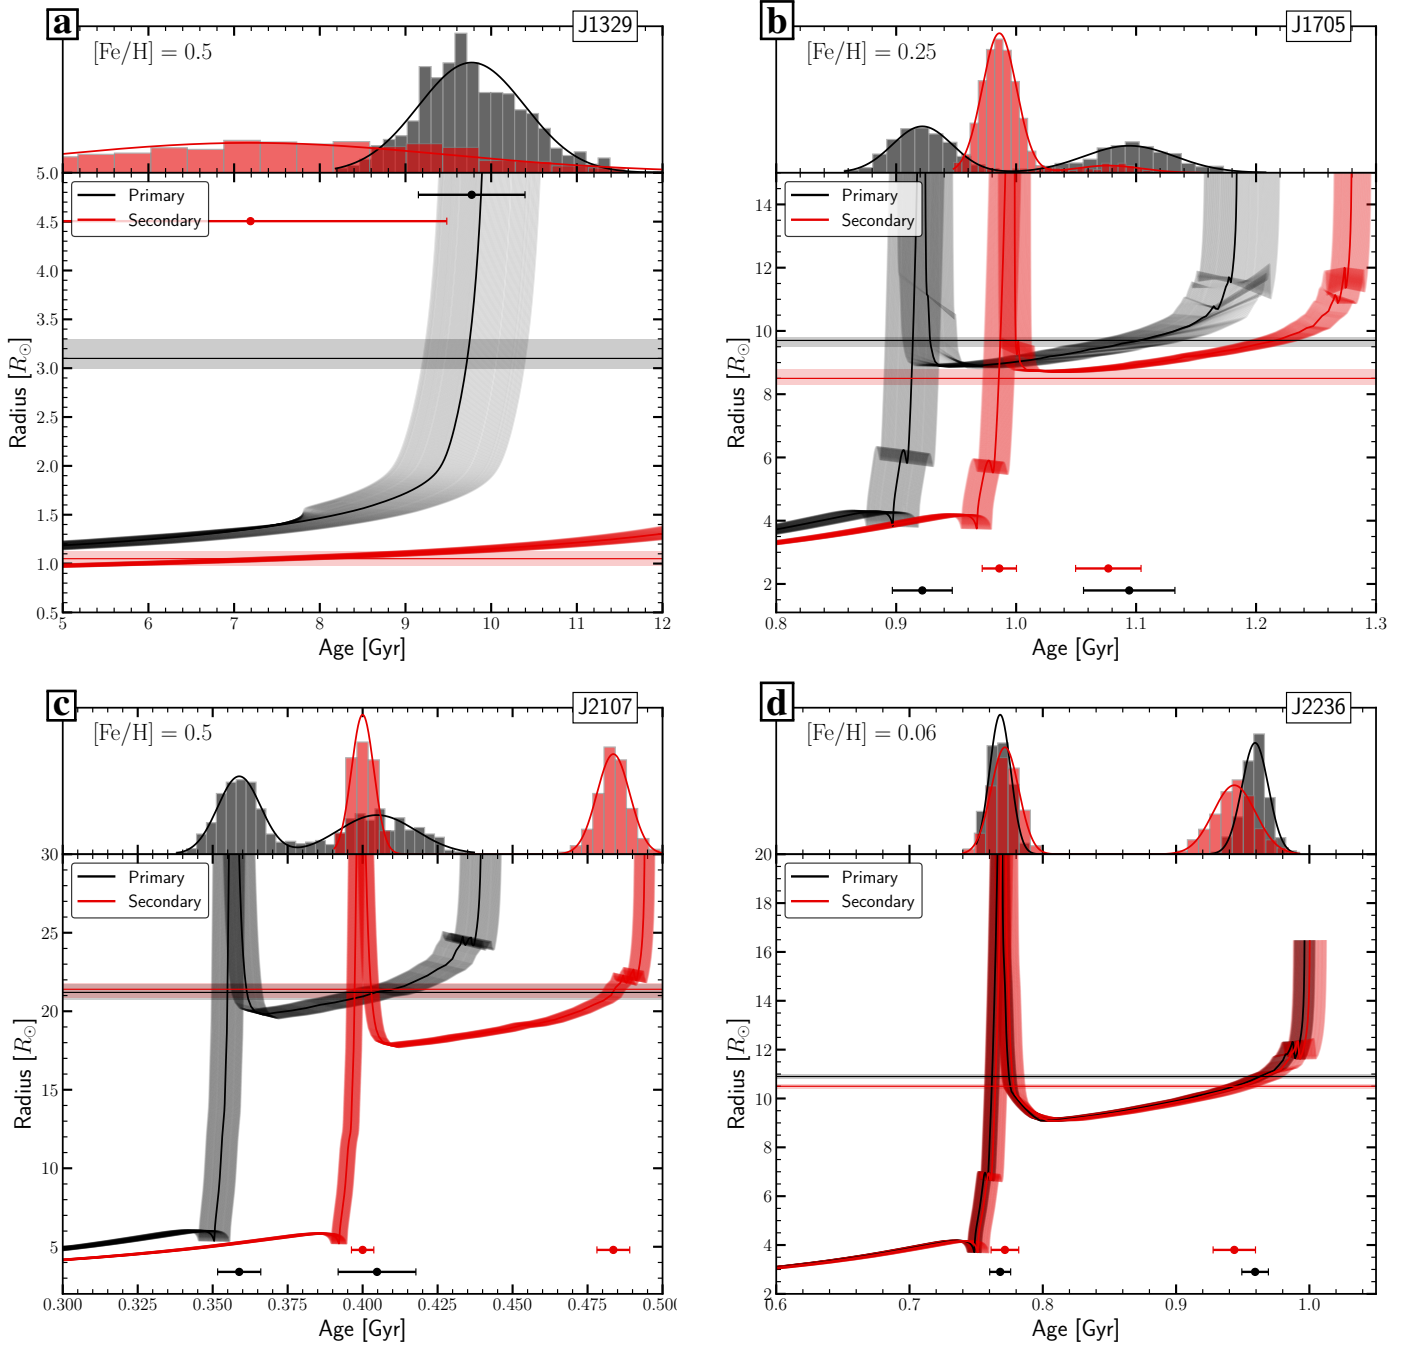 a
J1329
[Fe/H] = 0.5
Primary
Secondary
5.0
4.5
4.0
3.5
3.0
2.5
2.0
1.5
1.0
0.5
Radius [R⊙]
5 6 7 8 9 10 11 12
Age [Gyr]
b
J1705
[Fe/H] = 0.25
Primary
Secondary
14
12
10
8
6
4
2
Radius [R⊙]
0.8 0.9 1.0 1.1 1.2 1.3
Age [Gyr]
c
J2107
[Fe/H] = 0.5
Primary
Secondary
30
25
20
15
10
5
Radius [R⊙]
0.300 0.325 0.350 0.375 0.400 0.425 0.450 0.475 0.500
Age [Gyr]
d
J2236
[Fe/H] = 0.06
Primary
Secondary
20
18
16
14
12
10
8
6
4
2
Radius [R⊙]
0.6 0.7 0.8 0.9 1.0
Age [Gyr]